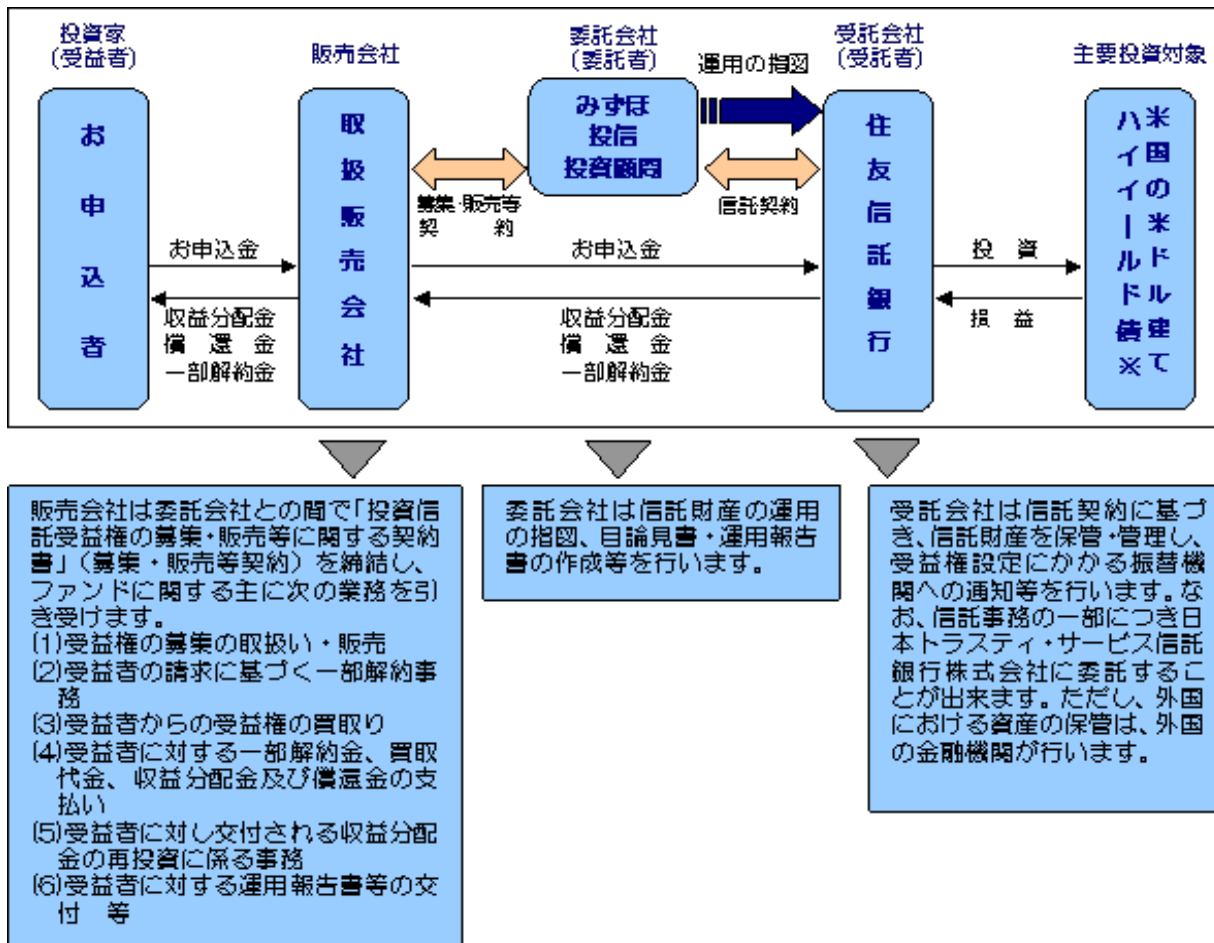 投資家
(受益者)
販売会社
委託会社
(委託者)
受託会社
(受託者)
主要投資対象
運用の指図
お申込者
取扱販売会社
みずほ
投信
投資顧問
住友信託銀行
米国の米ドル建て
ハイイールド債※
募集・販売等
契　約
信託契約
お申込金
収益分配金
償　還　金
一部解約金
お申込金
収益分配金
償　還　金
一部解約金
投　資
損　益
販売会社は委託会社との間で「投資信
託受益権の募集・販売等に関する契約
書」（募集・販売等契約）を締結し、
ファンドに関する主に次の業務を引
き受けます。
(1)受益権の募集の取扱い・販売
(2)受益者の請求に基づく一部解約事
務
(3)受益者からの受益権の買取り
(4)受益者に対する一部解約金、買取
代金、収益分配金及び償還金の支
払い
(5)受益者に対し交付される収益分配
金の再投資に係る事務
(6)受益者に対する運用報告書等の交
付　等
委託会社は信託財産の運用
の指図、目論見書・運用報告
書の作成等を行います。
受託会社は信託契約に基づ
き、信託財産を保管・管理し、
受益権設定にかかる振替機
関への通知等を行います。な
お、信託事務の一部につき日
本トラスティ・サービス信託
銀行株式会社に委託するこ
とが出来ます。ただし、外国
における資産の保管は、外国
の金融機関が行います。